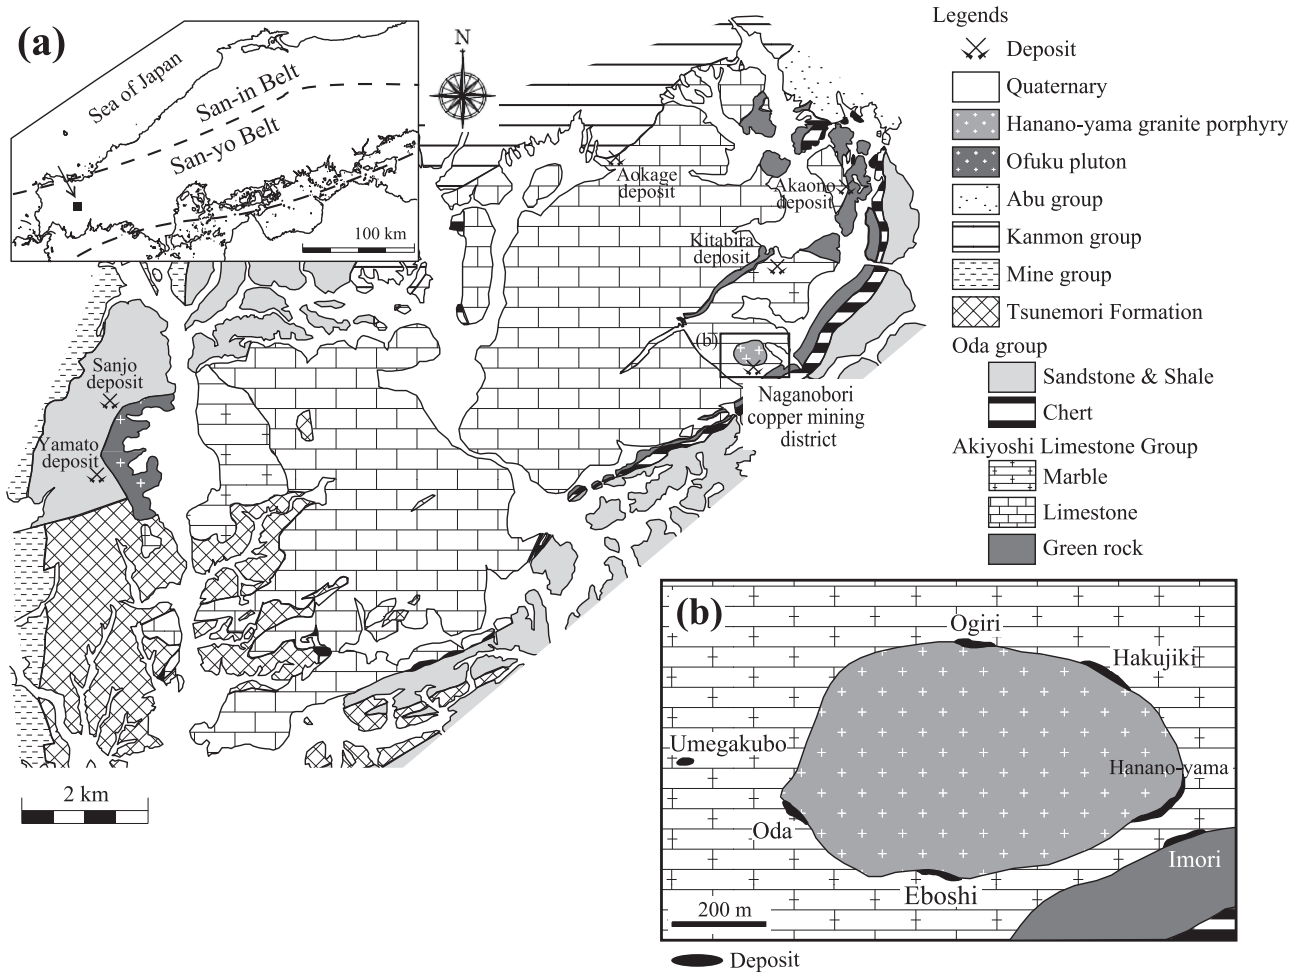 (a)
Sea of Japan
San-in Belt
San-yo Belt
100 km
N
Aokage
deposit
Akaono
deposit
Kitabira
deposit
(b)
Naganobori
copper mining
district
Sanjo
deposit
Yamato
deposit
2 km
Legends
Deposit
Quaternary
Hanano-yama granite porphyry
Ofuku pluton
Abu group
Kanmon group
Mine group
Tsunemori Formation
Oda group
Sandstone & Shale
Chert
Akiyoshi Limestone Group
Marble
Limestone
Green rock
(b)
Ogiri
Hakujiki
Umegakubo
Hanano-yama
Oda
Imori
Eboshi
200 m
Deposit